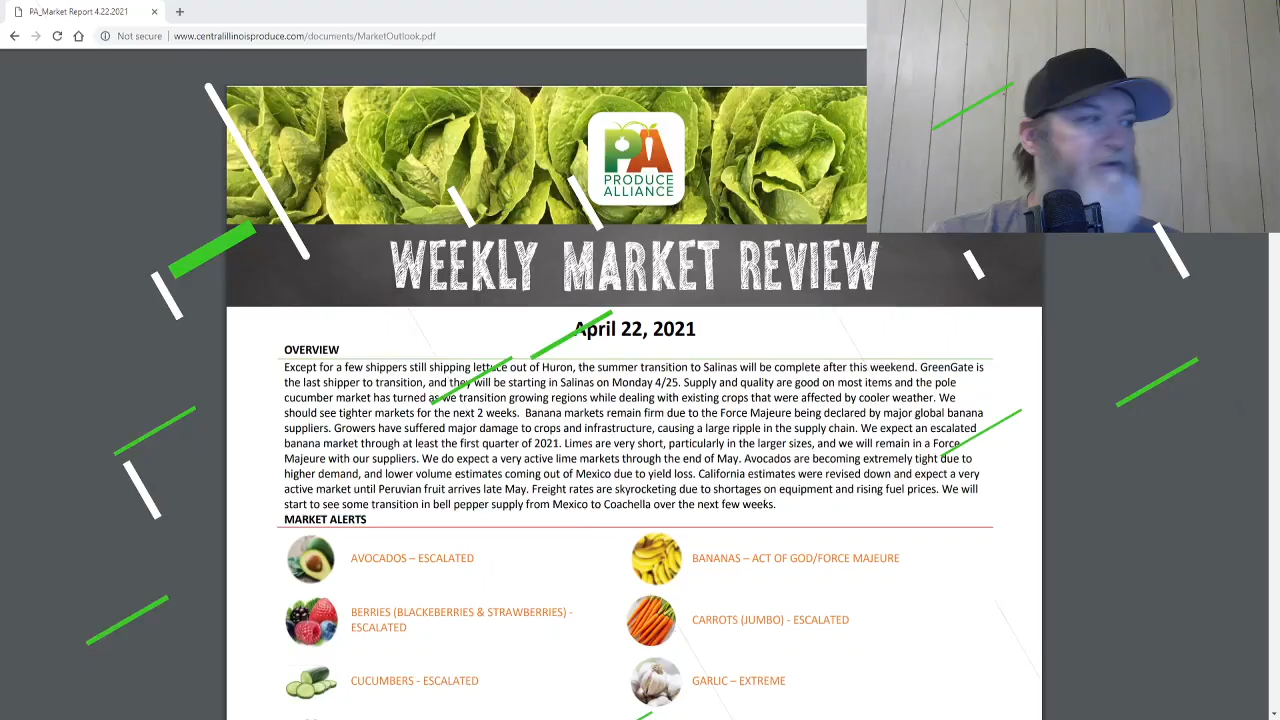 PA_Market Report 4.22.2021
Not secure | www.centralillinoisproduce.com/documents/MarketOutlook.pdf
PA
PRODUCE
ALLIANCE
WEEKLY MARKET REVIEW
April 22, 2021
OVERVIEW
Except for a few shippers still shipping lettuce out of Huron, the summer transition to Salinas will be complete after this weekend. GreenGate is
the last shipper to transition, and they will be starting in Salinas on Monday 4/25. Supply and quality are good on most items and the pole
cucumber market has turned as we transition growing regions while dealing with existing crops that were affected by cooler weather. We
should see tighter markets for the next 2 weeks. Banana markets remain firm due to the Force Majeure being declared by major global banana
suppliers. Growers have suffered major damage to crops and infrastructure, causing a large ripple in the supply chain. We expect an escalated
banana market through at least the first quarter of 2021. Limes are very short, particularly in the larger sizes, and we will remain in a Force
Majeure with our suppliers. We do expect a very active lime markets through the end of May. Avocados are becoming extremely tight due to
higher demand, and lower volume estimates coming out of Mexico due to yield loss. California estimates were revised down and expect a very
active market until Peruvian fruit arrives late May. Freight rates are skyrocketing due to shortages on equipment and rising fuel prices. We will
start to see some transition in bell pepper supply from Mexico to Coachella over the next few weeks.
MARKET ALERTS
AVOCADOS – ESCALATED
BANANAS – ACT OF GOD/FORCE MAJEURE
BERRIES (BLACKEBERRIES & STRAWBERRIES) -
ESCALATED
CARROTS (JUMBO) - ESCALATED
CUCUMBERS - ESCALATED
GARLIC – EXTREME